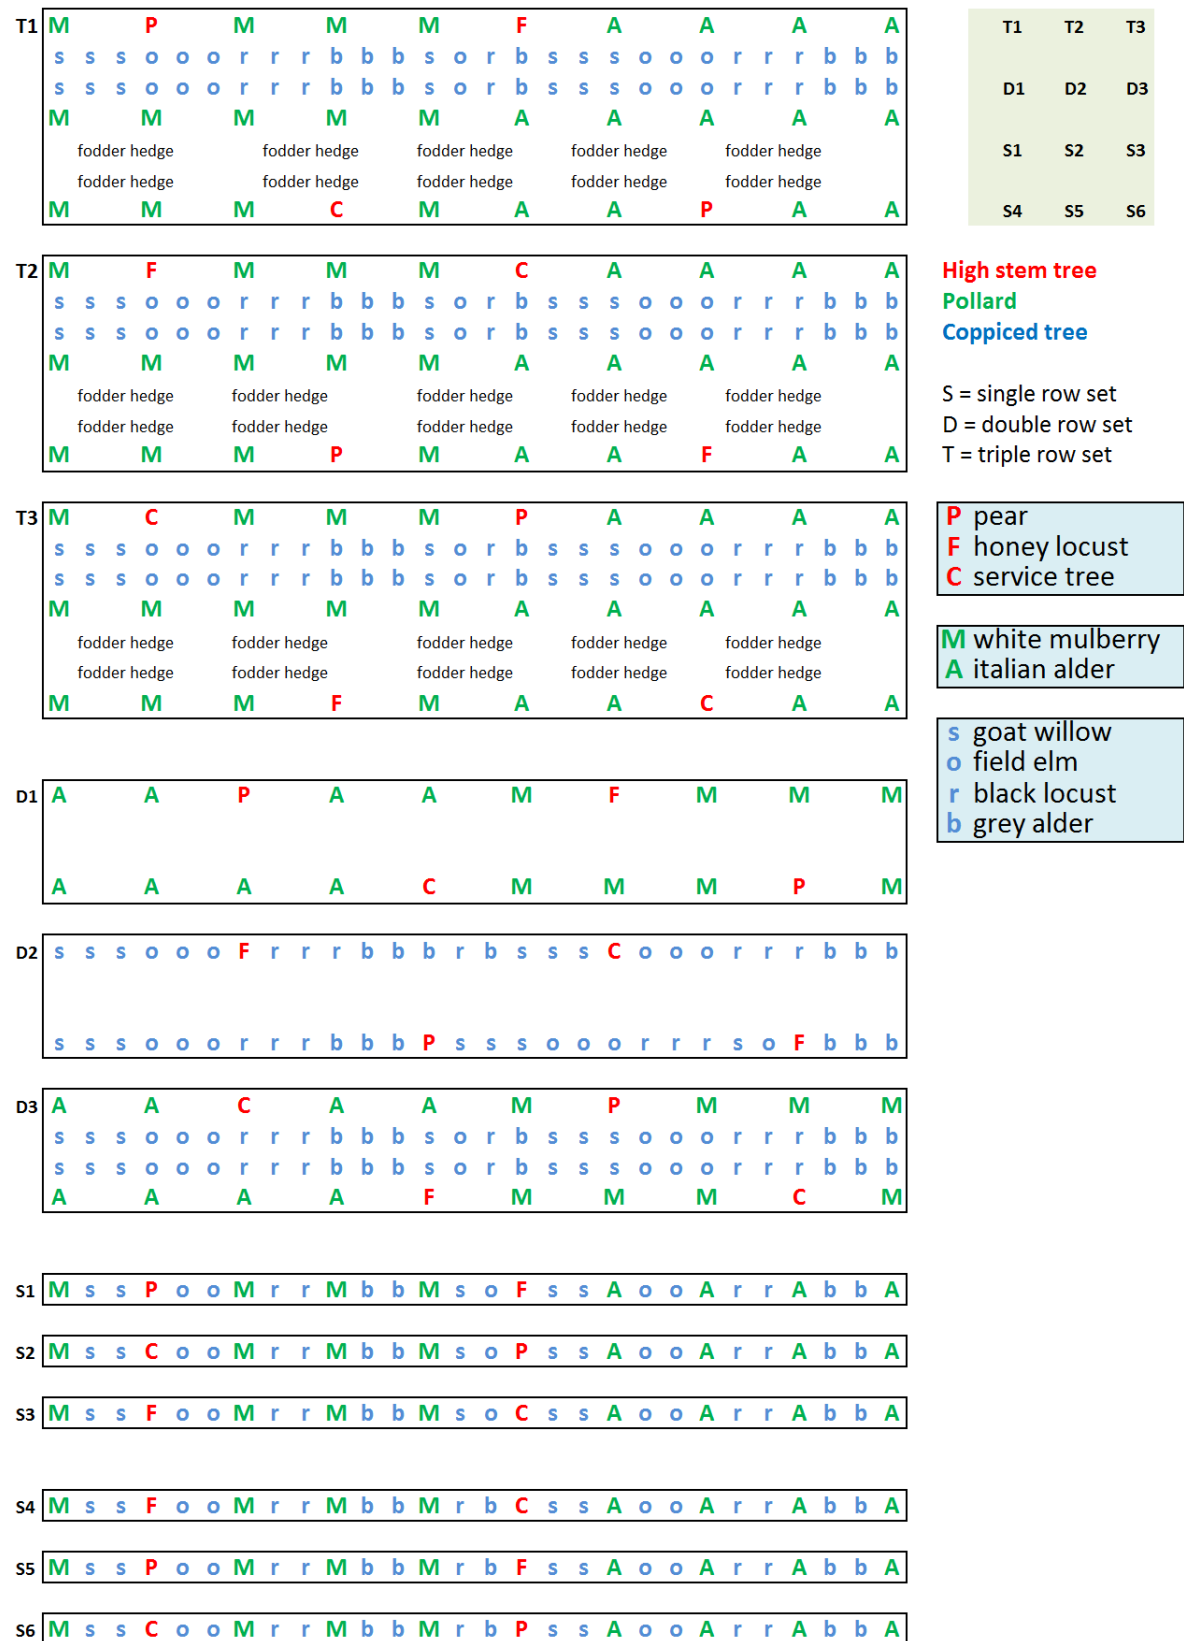 T1 M P M M M F A A A A
s s s o o o r r r b b b s o r b s s s o o o r r r b b b
s s s o o o r r r b b b s o r b s s s o o o r r r b b b
M M M M M A A A A A
fodder hedge fodder hedge fodder hedge fodder hedge fodder hedge
fodder hedge fodder hedge fodder hedge fodder hedge fodder hedge
M M M C M A A P A A
T2 M F M M M C A A A A
s s s o o o r r r b b b s o r b s s s o o o r r r b b b
s s s o o o r r r b b b s o r b s s s o o o r r r b b b
M M M M M A A A A A
fodder hedge fodder hedge fodder hedge fodder hedge fodder hedge
fodder hedge fodder hedge fodder hedge fodder hedge fodder hedge
M M M P M A A F A A
T3 M C M M M P A A A A
s s s o o o r r r b b b s o r b s s s o o o r r r b b b
s s s o o o r r r b b b s o r b s s s o o o r r r b b b
M M M M M A A A A A
fodder hedge fodder hedge fodder hedge fodder hedge fodder hedge
fodder hedge fodder hedge fodder hedge fodder hedge fodder hedge
M M M F M A A C A A
D1 A A P A A M F M M M
A A A A C M M M P M
D2 s s s o o o F r r r b b b r b s s s C o o o r r r b b b
s s s o o o r r r b b b P s s s o o o r r r s o F b b b
D3 A A C A A M P M M M
s s s o o o r r r b b b s o r b s s s o o o r r r b b b
s s s o o o r r r b b b s o r b s s s o o o r r r b b b
A A A A F M M M C M
S1 M s s P o o M r r M b b M s o F s s A o o A r r A b b A
S2 M s s C o o M r r M b b M s o P s s A o o A r r A b b A
S3 M s s F o o M r r M b b M s o C s s A o o A r r A b b A
S4 M s s F o o M r r M b b M r b C s s A o o A r r A b b A
S5 M s s P o o M r r M b b M r b F s s A o o A r r A b b A
S6 M s s C o o M r r M b b M r b P s s A o o A r r A b b A
T1 T2 T3
D1 D2 D3
S1 S2 S3
S4 S5 S6
High stem tree
Pollard
Coppiced tree
S = single row set
D = double row set
T = triple row set
P pear
F honey locust
C service tree
M white mulberry
A italian alder
s goat willow
o field elm
r black locust
b grey alder